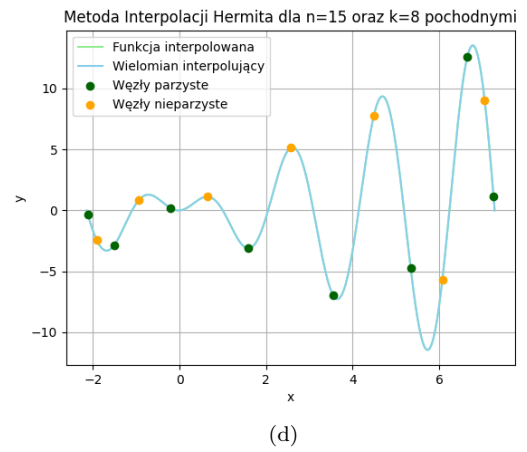 Metoda Interpolacji Hermita dla n=15 oraz k=8 pochodnymi
Funkcja interpolowana
Wielomian interpolujący
Węzły parzyste
Węzły nieparzyste
10
5
0
−5
−10
y
−2 0 2 4 6
x
(d)